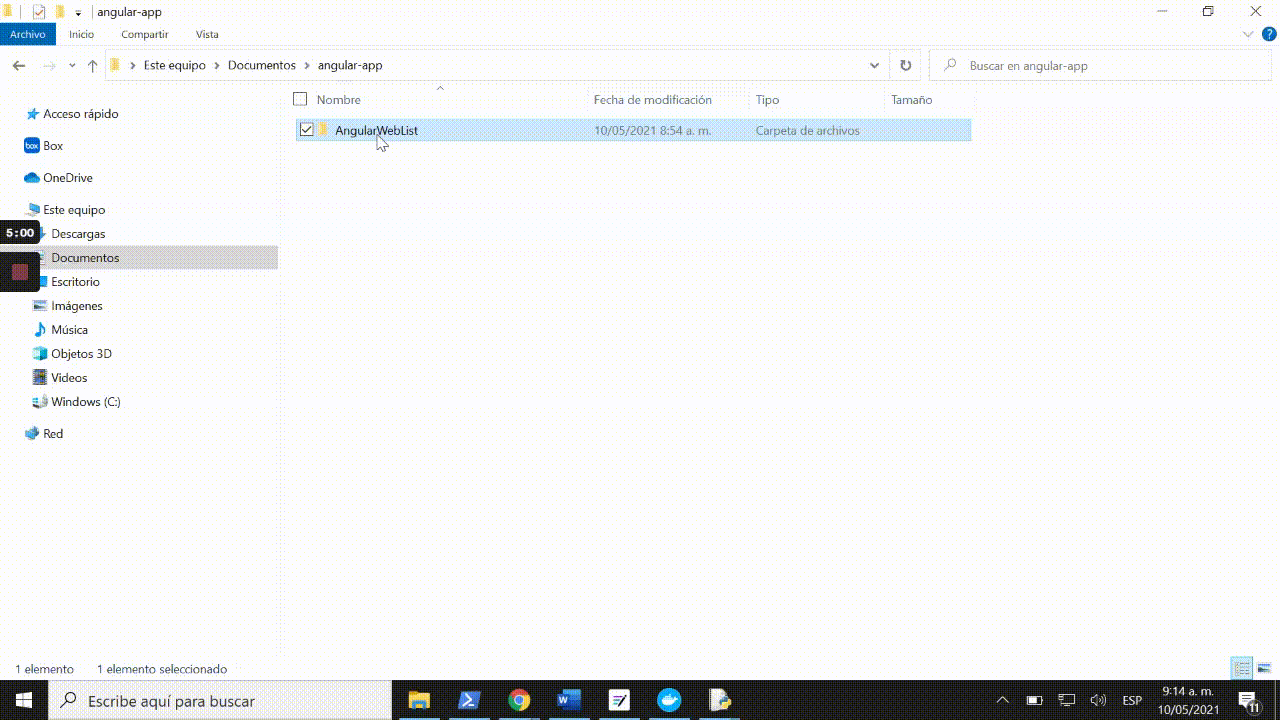 angular-app
Archivo Inicio Compartir Vista
Este equipo Documentos angular-app
Buscar en angular-app
Nombre Fecha de modificación Tipo Tamaño
AngularWebList 10/05/2021 8:54 a. m. Carpeta de archivos
Acceso rápido
box Box
OneDrive
Este equipo
5:00 Descargas
Documentos
Escritorio
Imágenes
Música
Objetos 3D
Videos
Windows (C:)
Red
1 elemento 1 elemento seleccionado
Escribe aquí para buscar
ESP
9:14 a. m.
10/05/2021
11